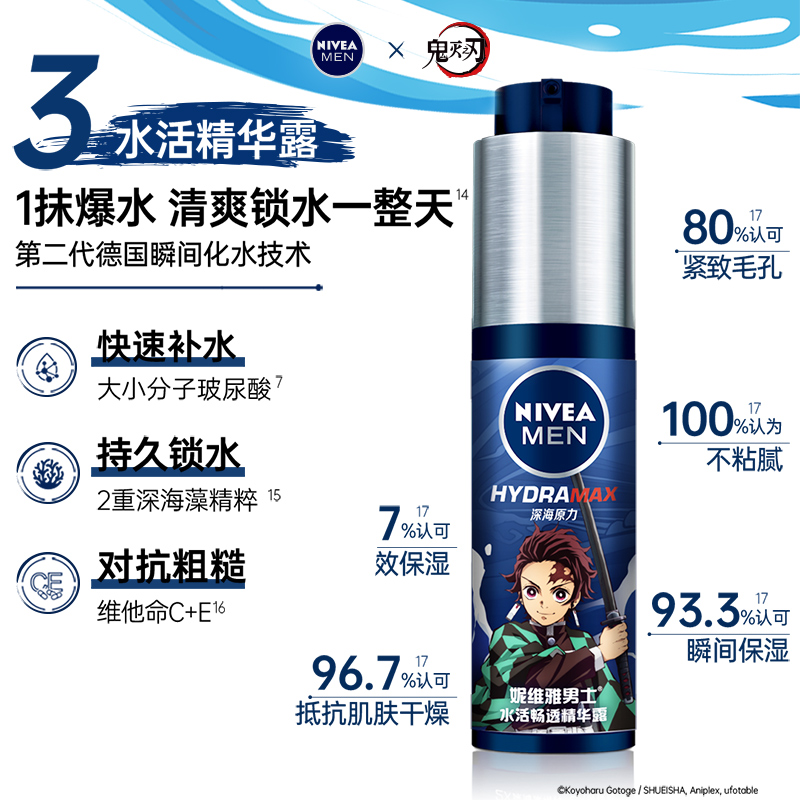 NIVEA
MEN
×
鬼灭之刃
3 水活精华露
1抹爆水 清爽锁水一整天14
第二代德国瞬间化水技术
快速补水
大小分子玻尿酸7
持久锁水
2重深海藻精粹 15
CE
对抗粗糙
维他命C+E16
80%认可17
紧致毛孔
100%认为17
不粘腻
7%认可17
效保湿
93.3%认可17
瞬间保湿
96.7%认可17
抵抗肌肤干燥
NIVEA
MEN
HYDRAMAX
深海原力
妮维雅男士®
水活畅透精华露
©Koyoharu Gotoge / SHUEISHA, Aniplex, ufotable